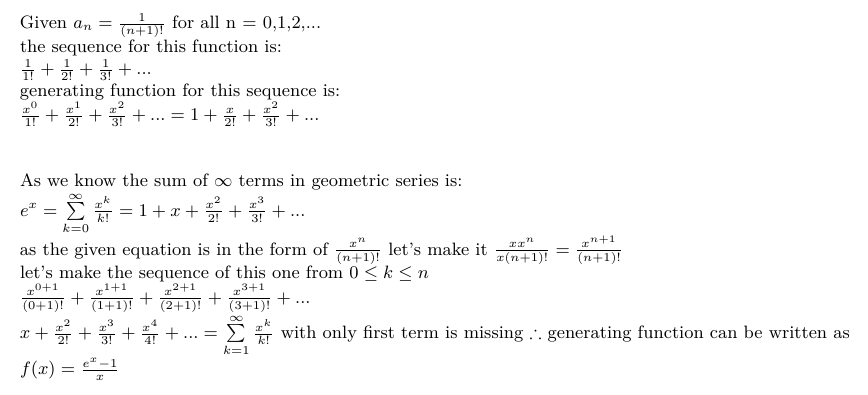 Given $a_n = \frac{1}{(n+1)!}$ for all n = 0,1,2,...
the sequence for this function is:
$\frac{1}{1!} + \frac{1}{2!} + \frac{1}{3!} + ...$
generating function for this sequence is:
$\frac{x^0}{1!} + \frac{x^1}{2!} + \frac{x^2}{3!} + ... = 1 + \frac{x}{2!} + \frac{x^2}{3!} + ...$
As we know the sum of $\infty$ terms in geometric series is:
$e^x = \sum_{k=0}^{\infty} \frac{x^k}{k!} = 1 + x + \frac{x^2}{2!} + \frac{x^3}{3!} + ...$
as the given equation is in the form of $\frac{x^n}{(n+1)!}$ let's make it $\frac{xx^n}{x(n+1)!} = \frac{x^{n+1}}{(n+1)!}$
let's make the sequence of this one from $0 \leq k \leq n$
$\frac{x^{0+1}}{(0+1)!} + \frac{x^{1+1}}{(1+1)!} + \frac{x^{2+1}}{(2+1)!} + \frac{x^{3+1}}{(3+1)!} + ...$
$x + \frac{x^2}{2!} + \frac{x^3}{3!} + \frac{x^4}{4!} + ... = \sum_{k=1}^{\infty} \frac{x^k}{k!}$ with only first term is missing $\therefore$ generating function can be written as
$f(x) = \frac{e^x - 1}{x}$